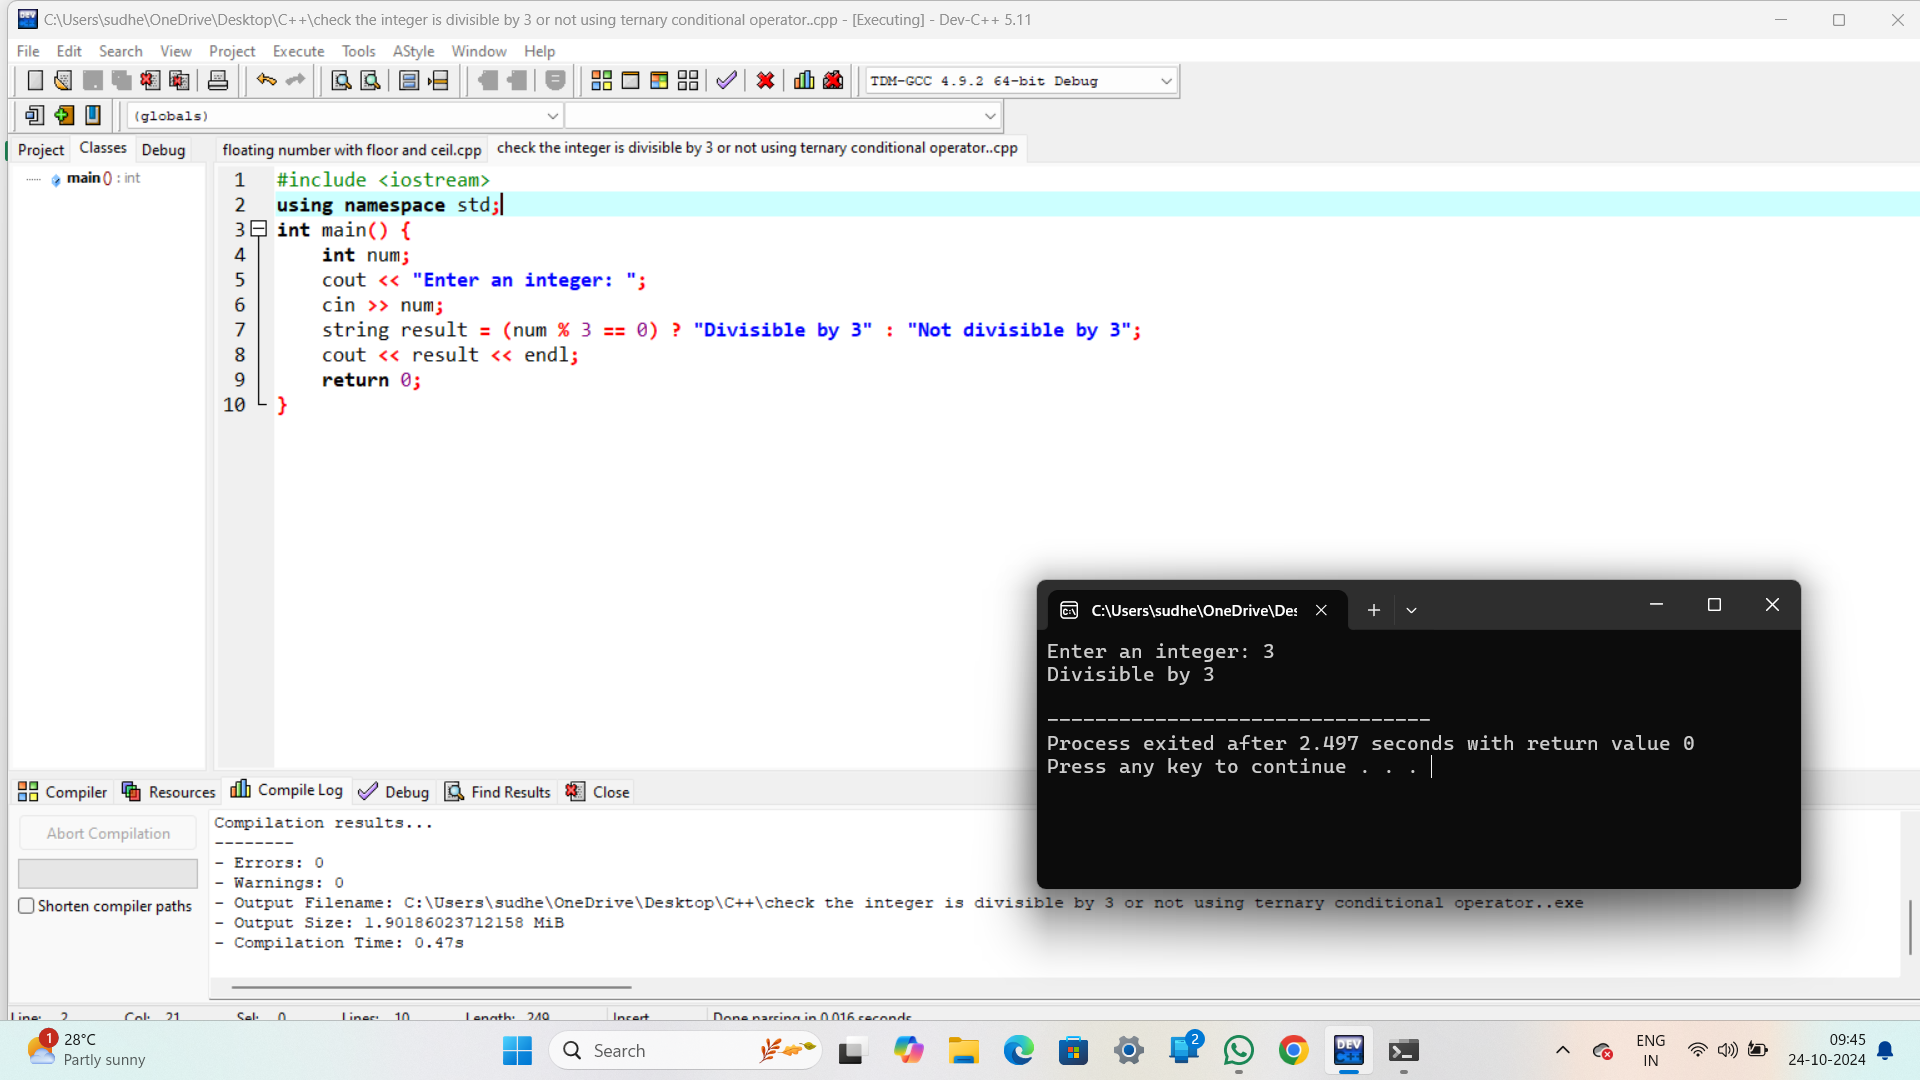 C:\Users\sudhe\OneDrive\Desktop\C++\check the integer is divisible by 3 or not using ternary conditional operator..cpp - [Executing] - Dev-C++ 5.11
File Edit Search View Project Execute Tools AStyle Window Help
TDM-GCC 4.9.2 64-bit Debug
(globals)
Project Classes Debug
floating number with floor and ceil.cpp check the integer is divisible by 3 or not using ternary conditional operator..cpp
main () : int
1 #include <iostream>
2 using namespace std;
3 int main() {
4 int num;
5 cout << "Enter an integer: ";
6 cin >> num;
7 string result = (num % 3 == 0) ? "Divisible by 3" : "Not divisible by 3";
8 cout << result << endl;
9 return 0;
10 }
C:\Users\sudhe\OneDrive\Des
Enter an integer: 3
Divisible by 3
--------------------------------
Process exited after 2.497 seconds with return value 0
Press any key to continue . . .
Compiler Resources Compile Log Debug Find Results Close
Abort Compilation
Shorten compiler paths
Compilation results...
--------
- Errors: 0
- Warnings: 0
- Output Filename: C:\Users\sudhe\OneDrive\Desktop\C++\check the integer is divisible by 3 or not using ternary conditional operator..exe
- Output Size: 1.90186023712158 MiB
- Compilation Time: 0.47s
Line: 2 Col: 21 Sel: 0 Lines: 10 Length: 249 Insert Done parsing in 0.016 seconds
1
28°C
Partly sunny
Search
2
DEV
C++
ENG
IN
09:45
24-10-2024